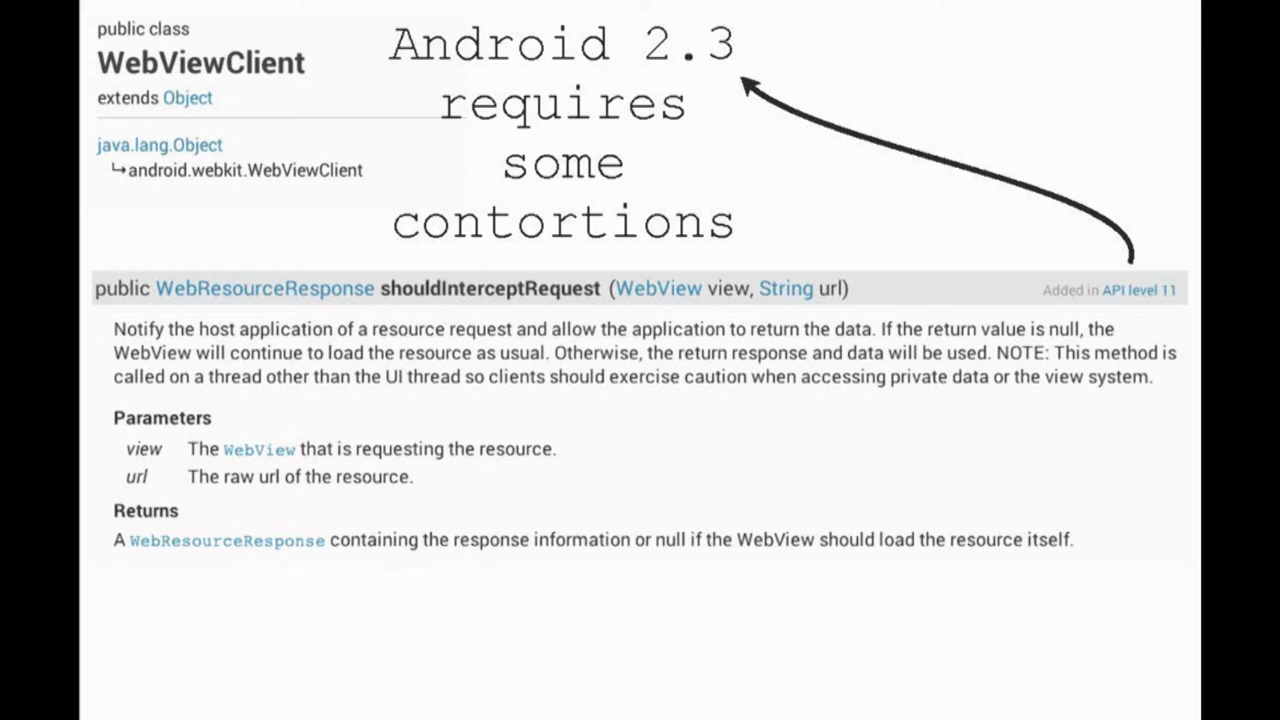 public class
WebViewClient
extends Object
java.lang.Object
↳android.webkit.WebViewClient
Android 2.3
requires
some
contortions
public WebResourceResponse shouldInterceptRequest (WebView view, String url)
Added in API level 11
Notify the host application of a resource request and allow the application to return the data. If the return value is null, the
WebView will continue to load the resource as usual. Otherwise, the return response and data will be used. NOTE: This method is
called on a thread other than the UI thread so clients should exercise caution when accessing private data or the view system.
Parameters
view The WebView that is requesting the resource.
url The raw url of the resource.
Returns
A WebResourceResponse containing the response information or null if the WebView should load the resource itself.